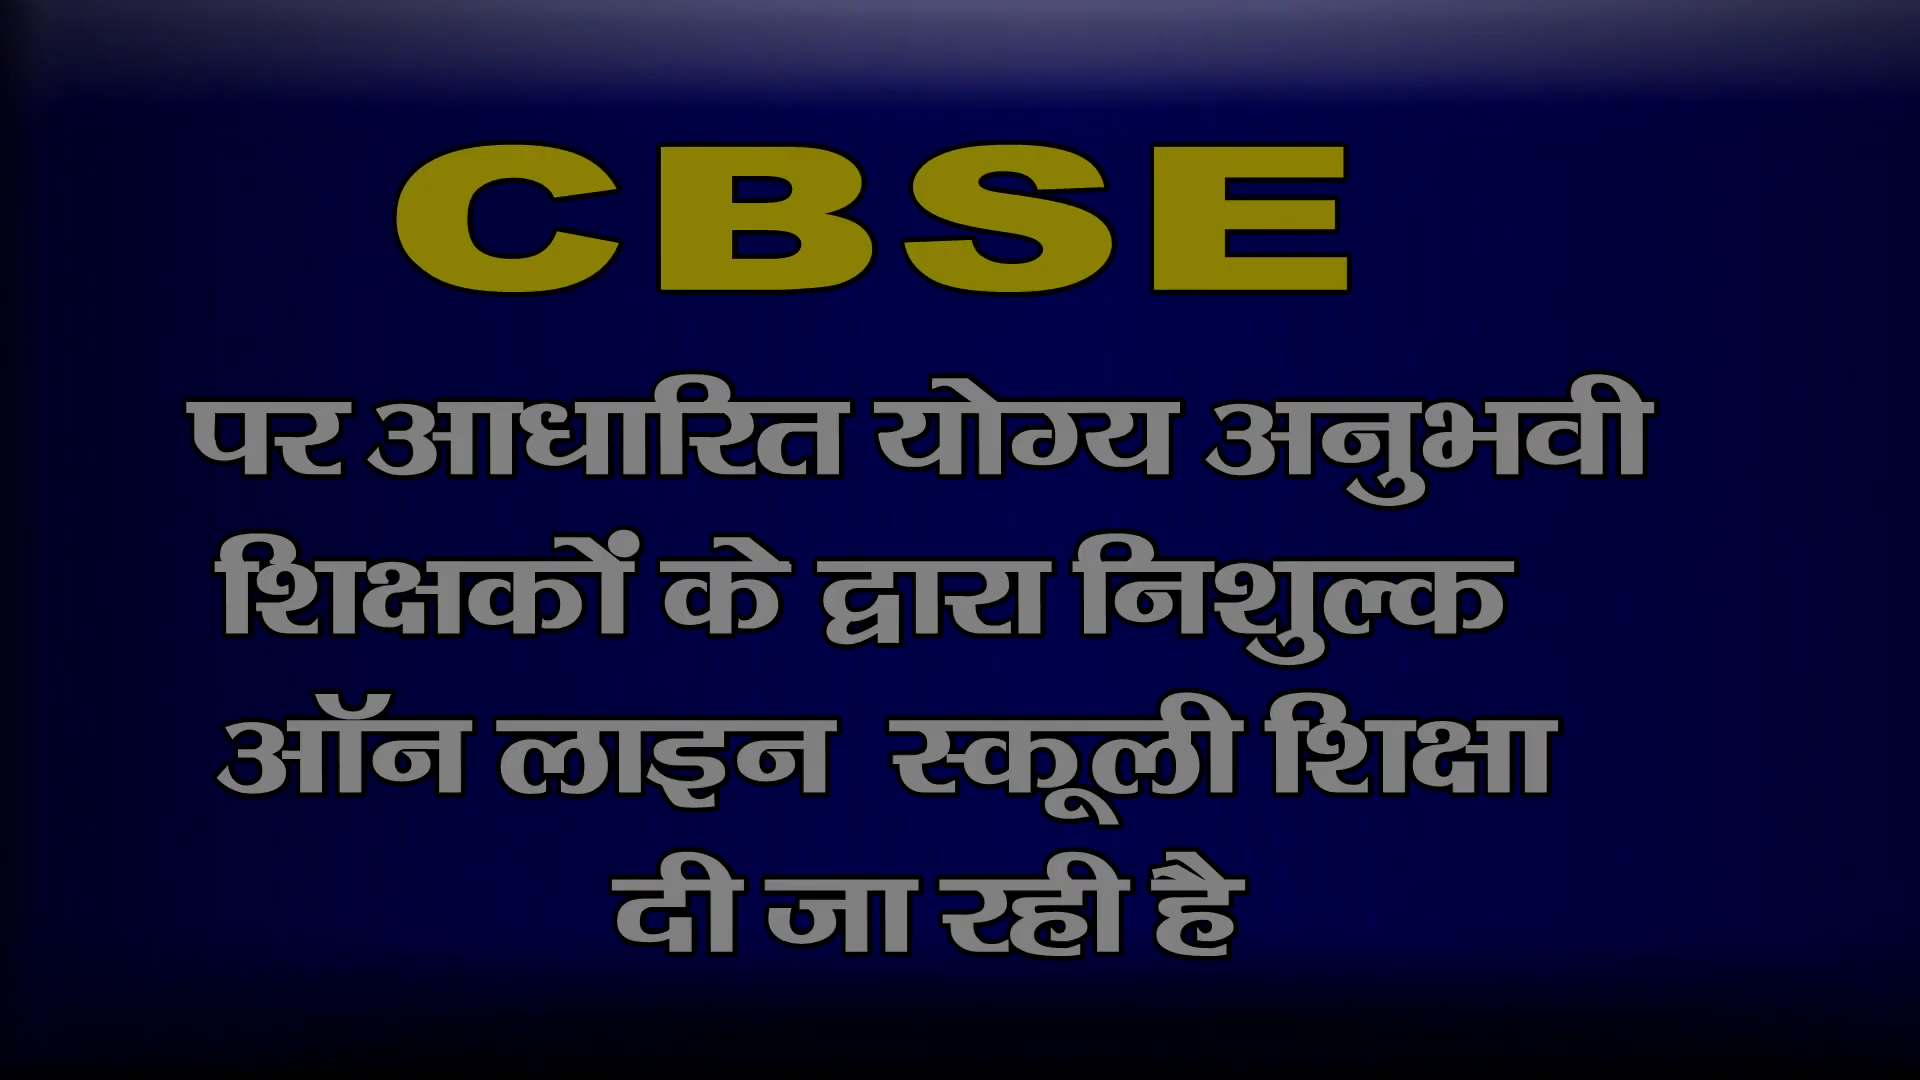 CBSE
पर आधारित योग्य अनुभवी
शिक्षकों के द्वारा निशुल्क
ऑन लाइन स्कूली शिक्षा
दी जा रही है